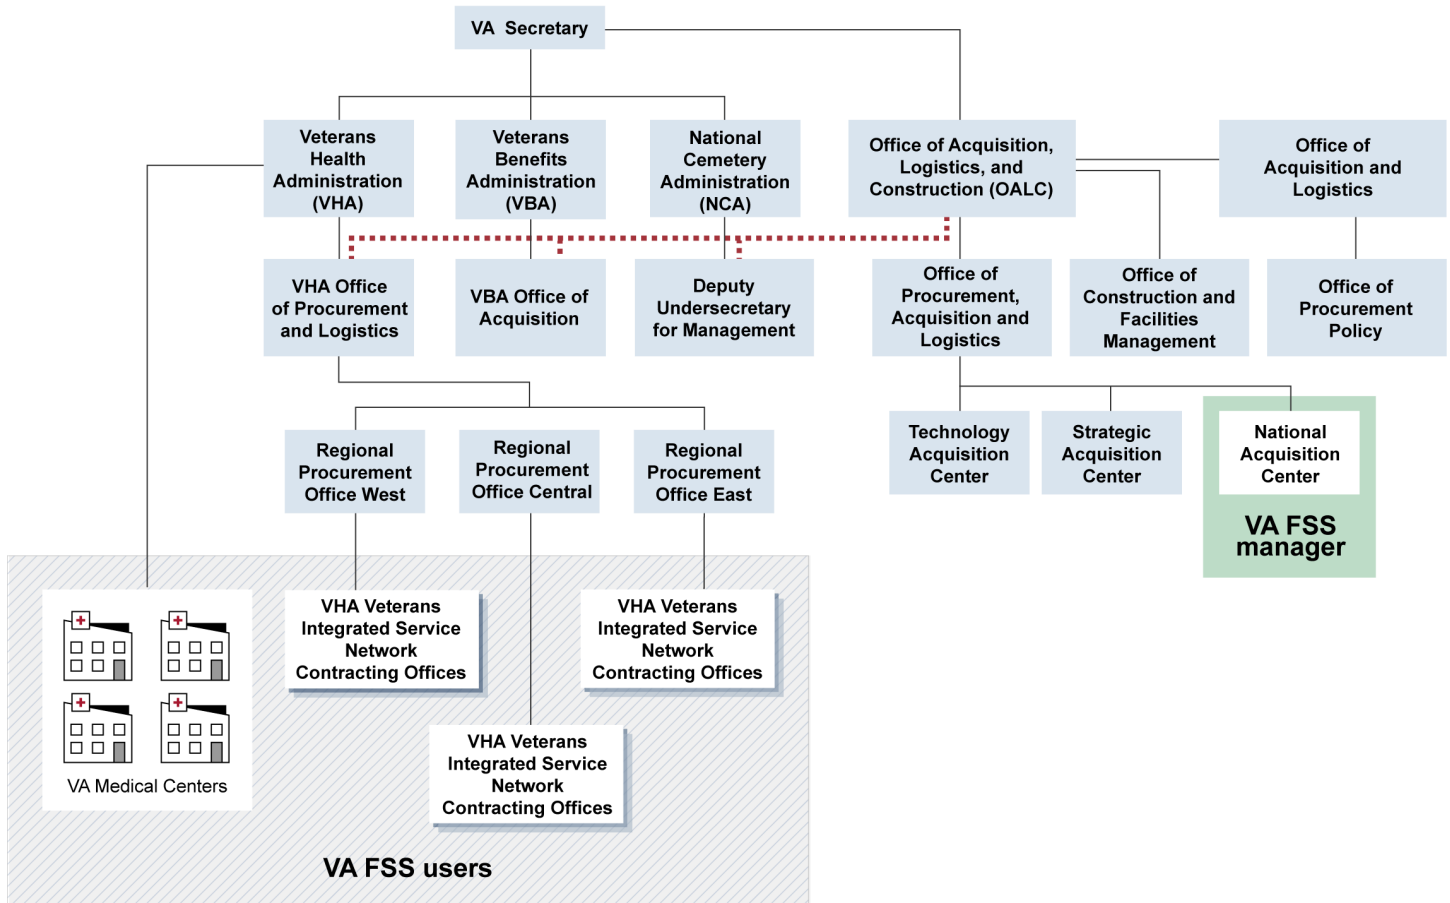 VA Secretary
Veterans
Health
Administration
(VHA)
Veterans
Benefits
Administration
(VBA)
National
Cemetery
Administration
(NCA)
Office of Acquisition,
Logistics, and
Construction (OALC)
Office of
Acquisition and
Logistics
VHA Office
of Procurement
and Logistics
VBA Office of
Acquisition
Deputy
Undersecretary
for Management
Office of
Procurement,
Acquisition and
Logistics
Office of
Construction and
Facilities
Management
Office of
Procurement
Policy
Regional
Procurement
Office West
Regional
Procurement
Office Central
Regional
Procurement
Office East
Technology
Acquisition
Center
Strategic
Acquisition
Center
National
Acquisition
Center
VA FSS
manager
VA Medical Centers
VHA Veterans
Integrated Service
Network
Contracting Offices
VHA Veterans
Integrated Service
Network
Contracting Offices
VHA Veterans
Integrated Service
Network
Contracting Offices
VA FSS users